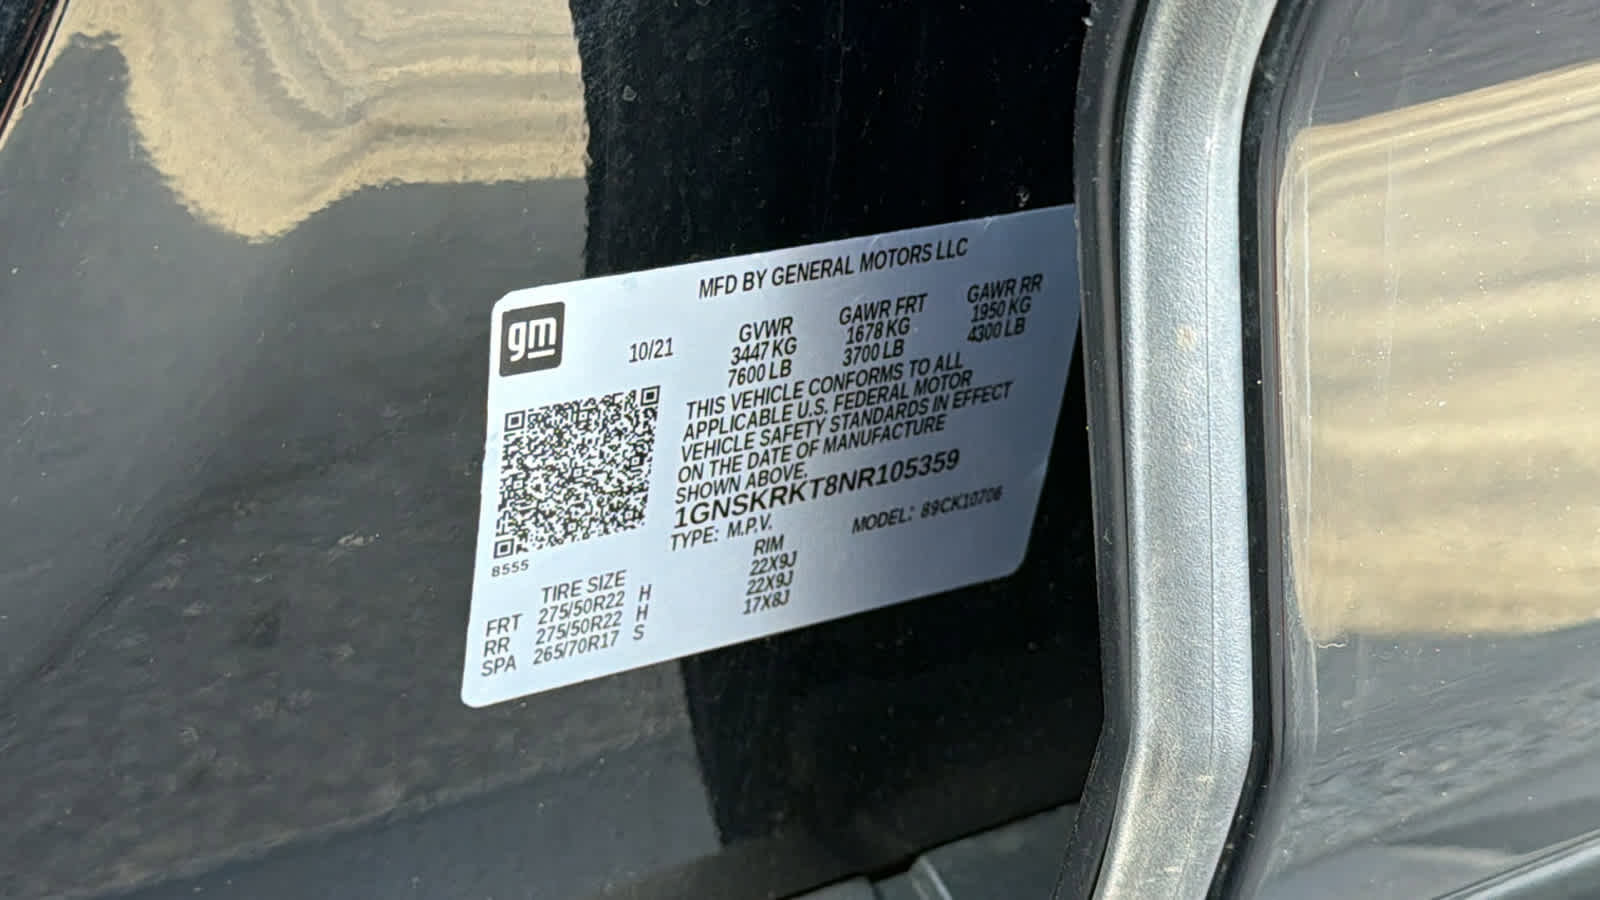 MFD BY GENERAL MOTORS LLC
gm
10/21
GVWR GAWR FRT GAWR RR
3447 KG 1678 KG 1950 KG
7600 LB 3700 LB 4300 LB
THIS VEHICLE CONFORMS TO ALL
APPLICABLE U.S. FEDERAL MOTOR
VEHICLE SAFETY STANDARDS IN EFFECT
ON THE DATE OF MANUFACTURE
SHOWN ABOVE.
1GNSKRKT8NR105359
TYPE: M.P.V. MODEL: 89CK10706
8555
TIRE SIZE RIM
FRT 275/50R22 H 22X9J
RR 275/50R22 H 22X9J
SPA 265/70R17 S 17X8J